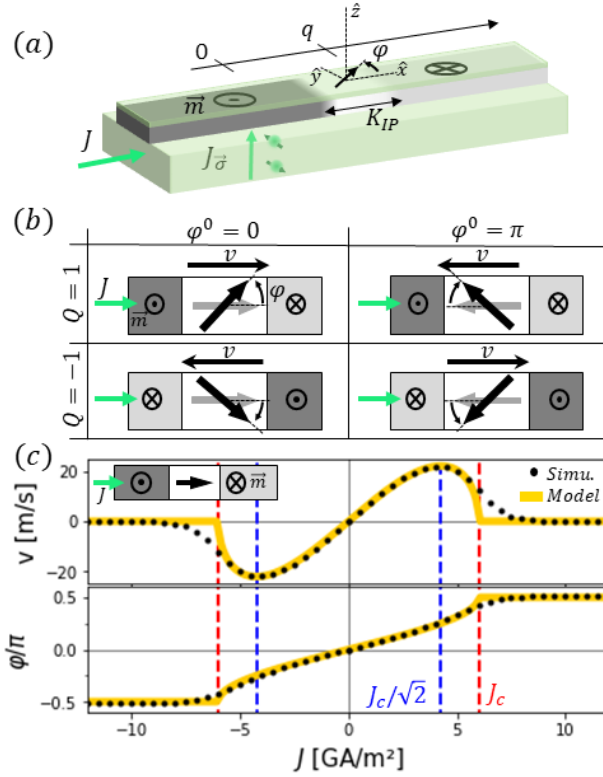 (a)
0
q
ẑ
φ
ŷ
x̂
m⃗
K_IP
J
J_σ⃗
(b)
φ⁰ = 0
φ⁰ = π
Q = 1
J
v
φ
m⃗
v
Q = −1
v
v
(c)
J
m⃗
Simu.
Model
v [m/s]
20
0
−20
φ/π
0.5
0.0
−0.5
J_c/√2
J_c
−10
−5
0
5
10
J [GA/m²]